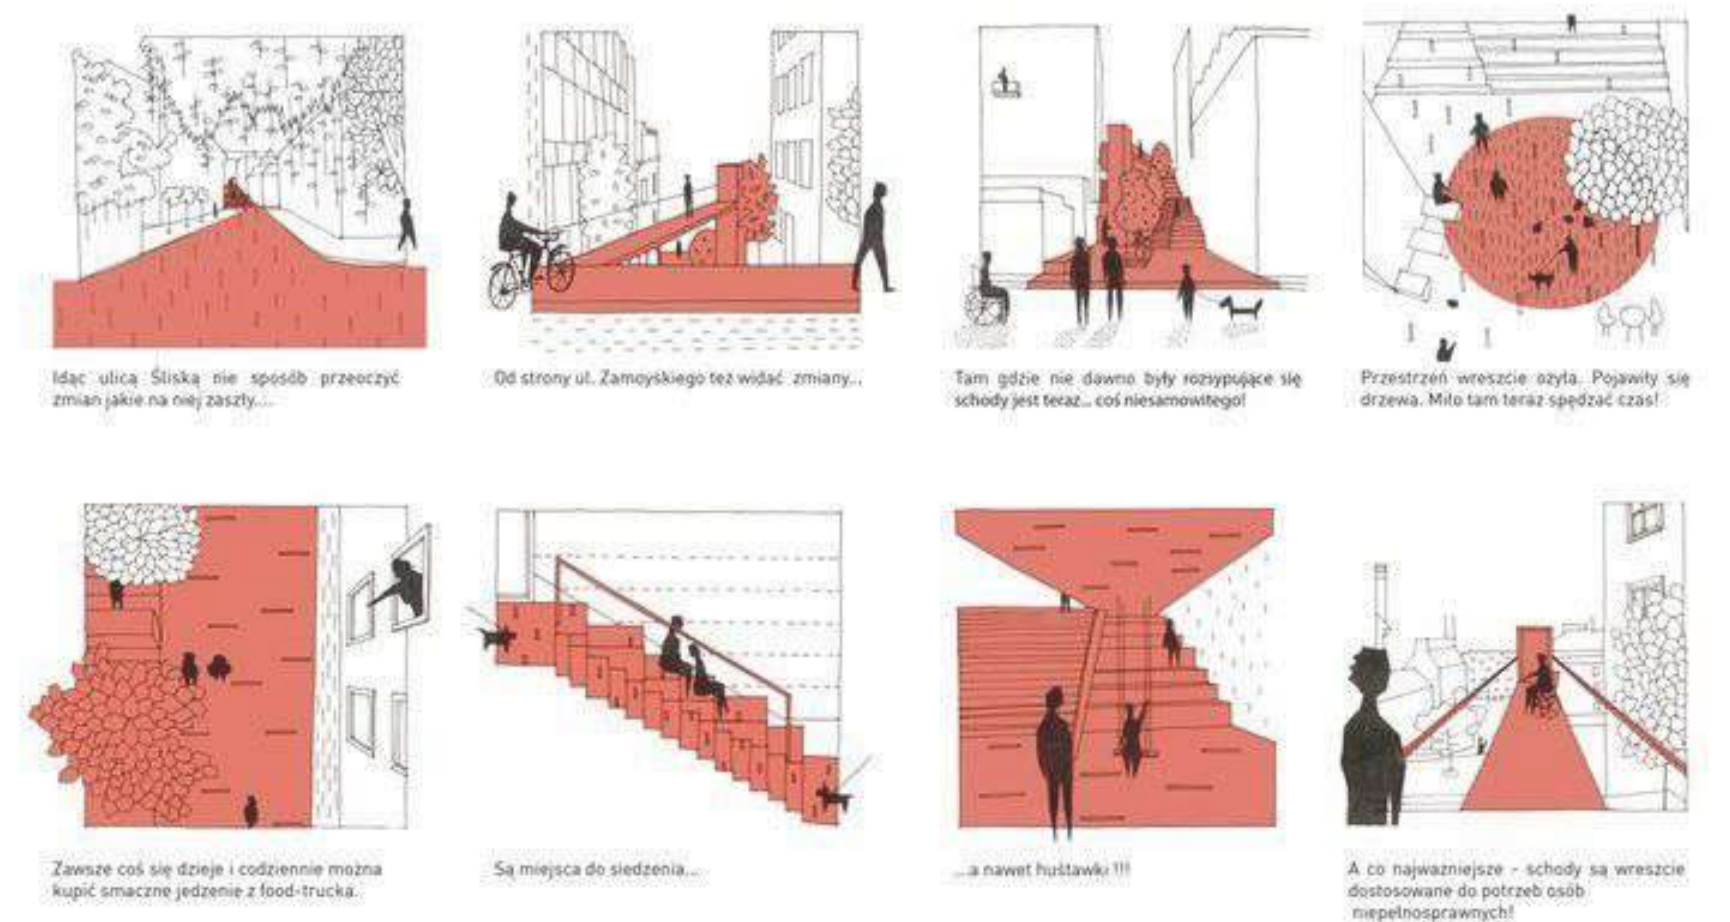 Idąc ulicą Śliską nie sposób przeoczyć
zmian jakie na niej zaszły....
Od strony ul. Zamoyskiego też widać zmiany...
Tam gdzie nie dawno były rozsypujące się
schody jest teraz... coś niesamowitego!
Przestrzeń wreszcie ożyła. Pojawiły się
drzewa. Miło tam teraz spędzać czas!
Zawsze coś się dzieje i codziennie można
kupić smaczne jedzenie z food-trucka.
Są miejsca do siedzenia...
...a nawet huśtawki !!!
A co najważniejsze - schody są wreszcie
dostosowane do potrzeb osób
niepełnosprawnych!